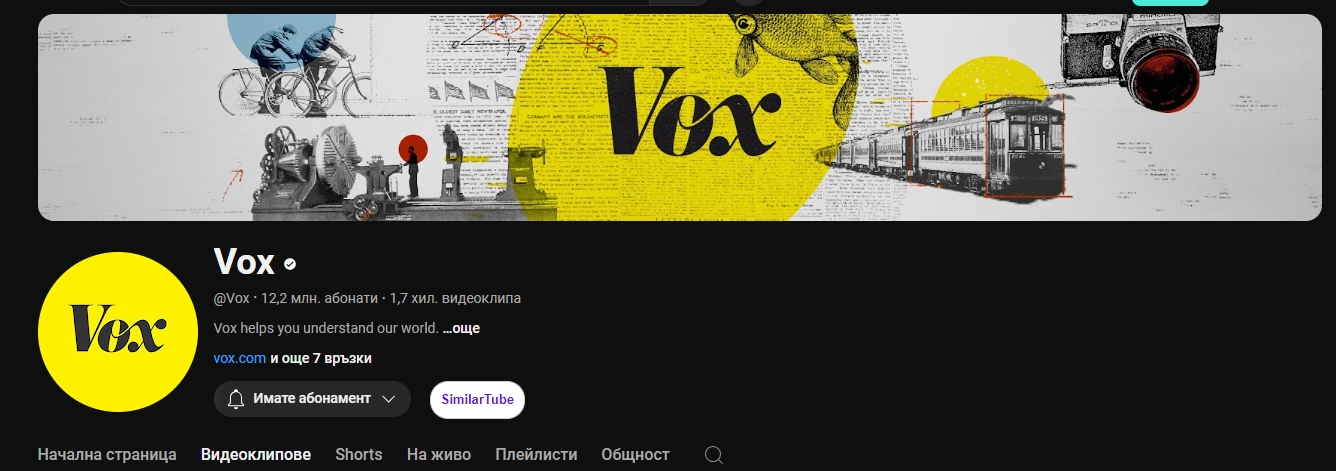 Vox
Vox
Vox
@Vox · 12,2 млн. абонати · 1,7 хил. видеоклипа
Vox helps you understand our world. ...още
vox.com и още 7 връзки
Имате абонамент
SimilarTube
Начална страница Видеоклипове Shorts На живо Плейлисти Общност